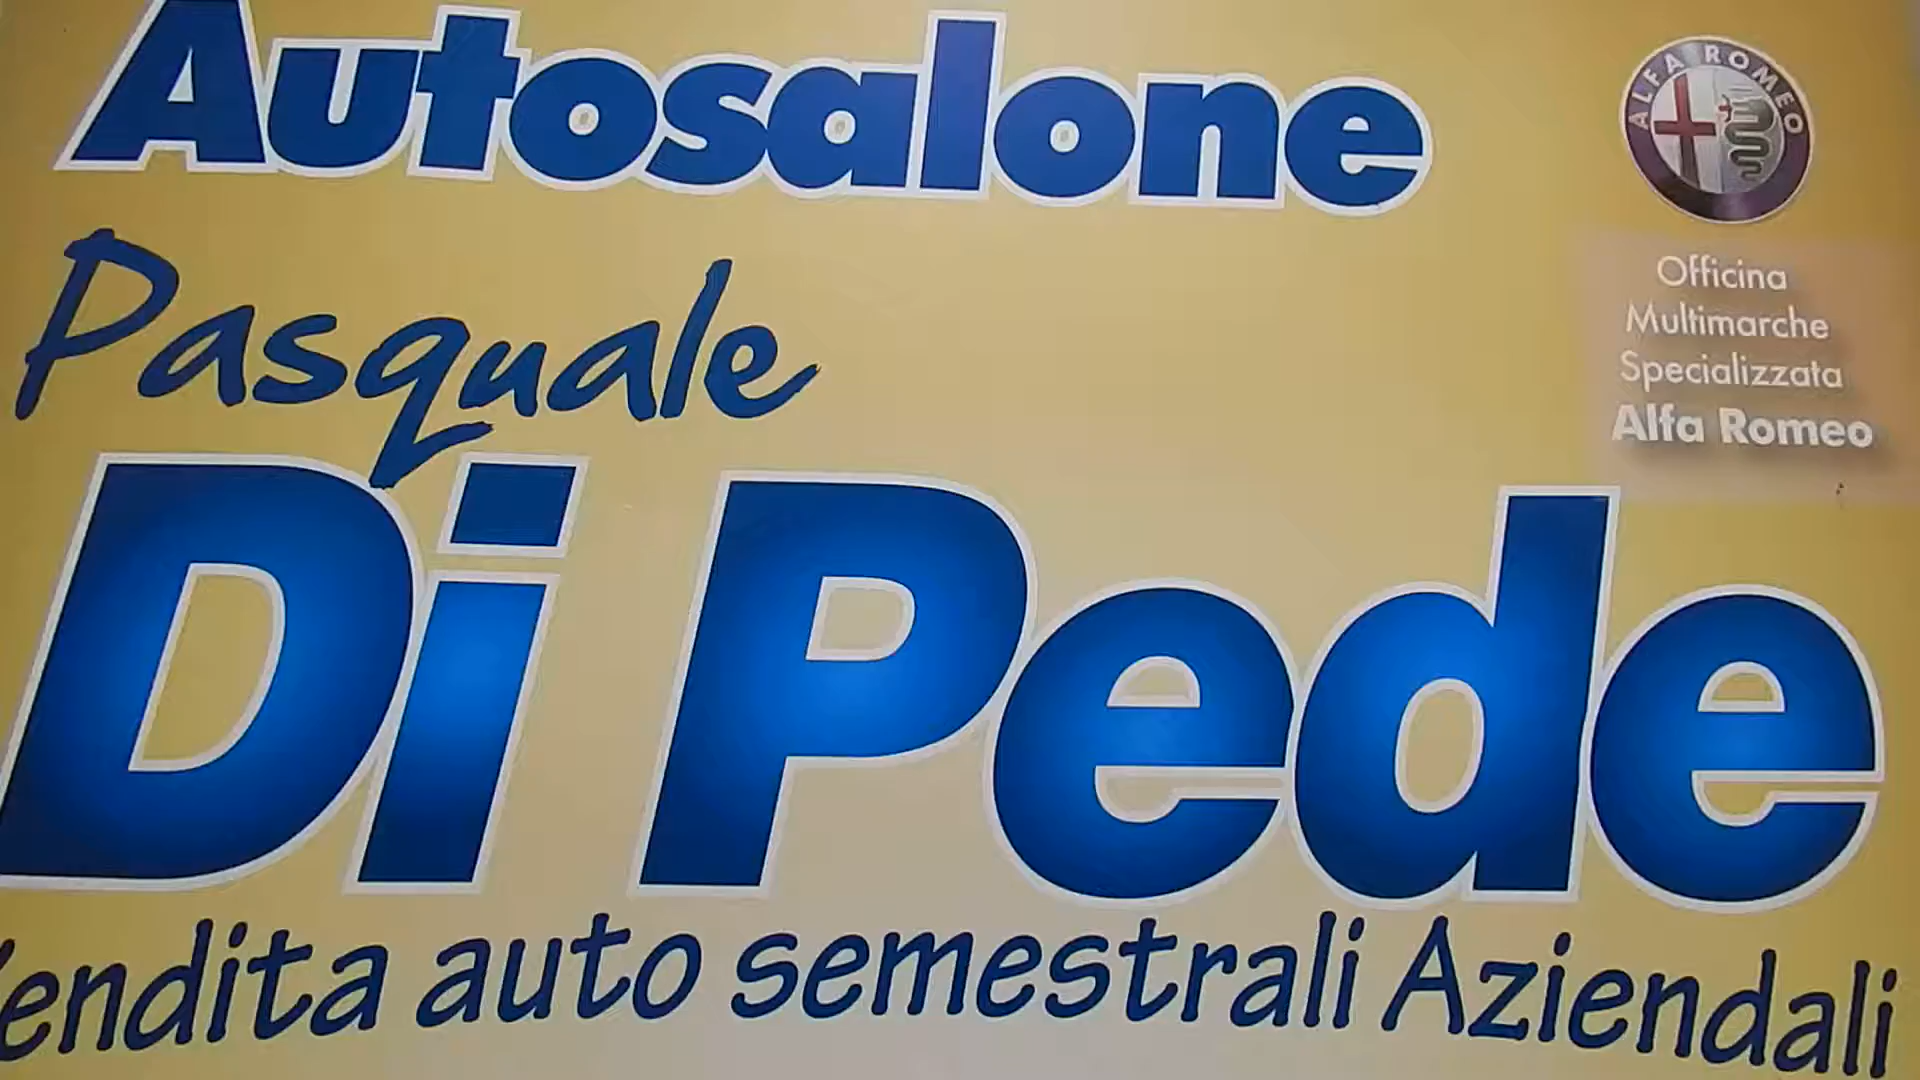 Autosalone
ALFA ROMEO
Pasquale
Officina
Multimarche
Specializzata
Alfa Romeo
Di Pede
endita auto semestrali Aziendali